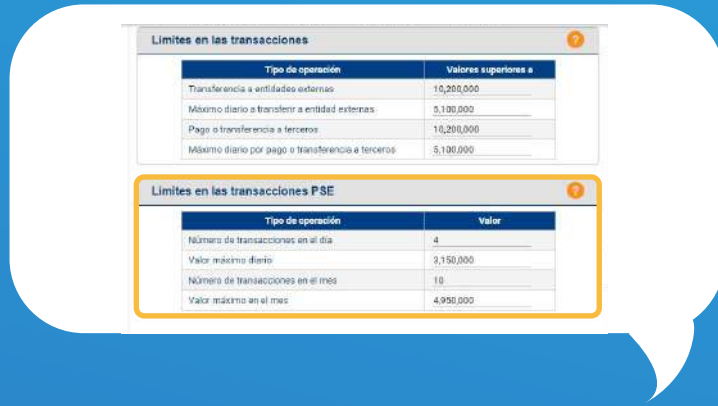 Límites en las transacciones ?
Tipo de operación Valores superiores a
Transferencia a entidades externas 10,200,000
Máximo diario a transferir a entidad externas 5,100,000
Pago o transferencia a terceros 10,200,000
Máximo diario por pago o transferencia a terceros 5,100,000
Límites en las transacciones PSE ?
Tipo de operación Valor
Número de transacciones en el día 4
Valor máximo diario 3,150,000
Número de transacciones en el mes 10
Valor máximo en el mes 4,950,000